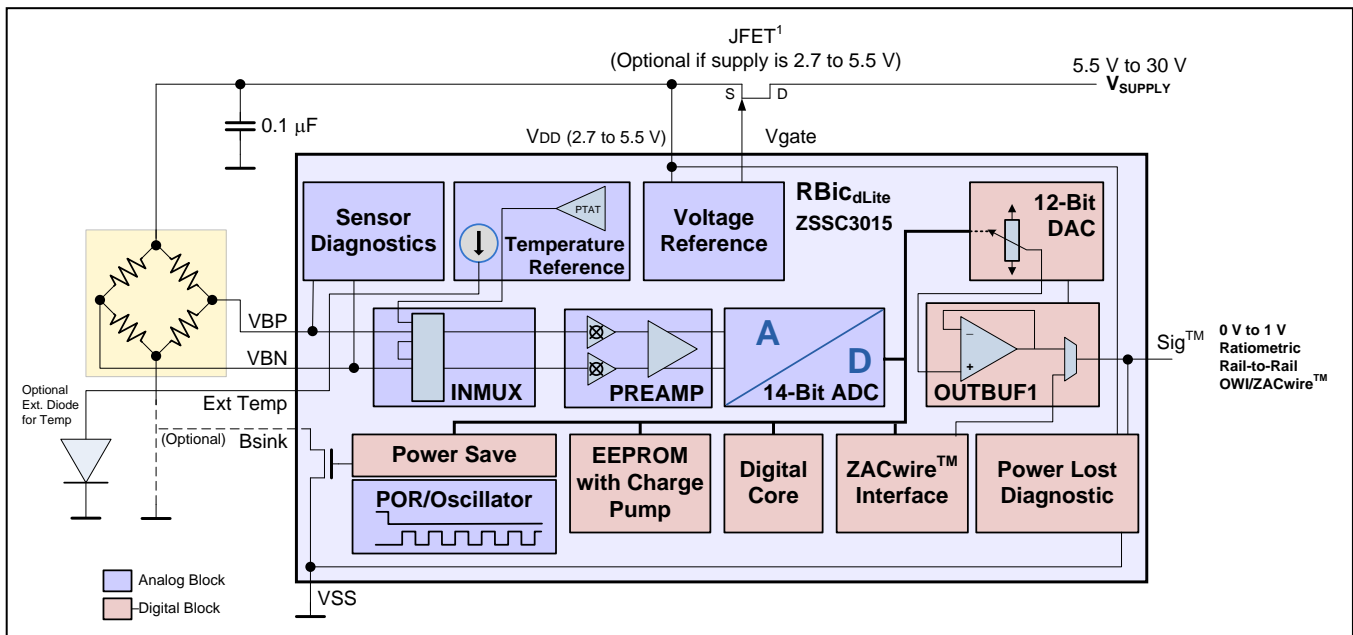 JFET1
(Optional if supply is 2.7 to 5.5 V)
5.5 V to 30 V
VSUPPLY
S
D
0.1 µF
VDD (2.7 to 5.5 V)
Vgate
Sensor
Diagnostics
PTAT
Temperature
Reference
Voltage
Reference
RBicdLite
ZSSC3015
12-Bit
DAC
VBP
VBN
INMUX
PREAMP
A
D
14-Bit ADC
−
+
OUTBUF1
Sig™
0 V to 1 V
Ratiometric
Rail-to-Rail
OWI/ZACwire™
Optional
Ext. Diode
for Temp
Ext Temp
(Optional)
Bsink
Power Save
POR/Oscillator
EEPROM
with Charge
Pump
Digital
Core
ZACwire™
Interface
Power Lost
Diagnostic
Analog Block
Digital Block
VSS